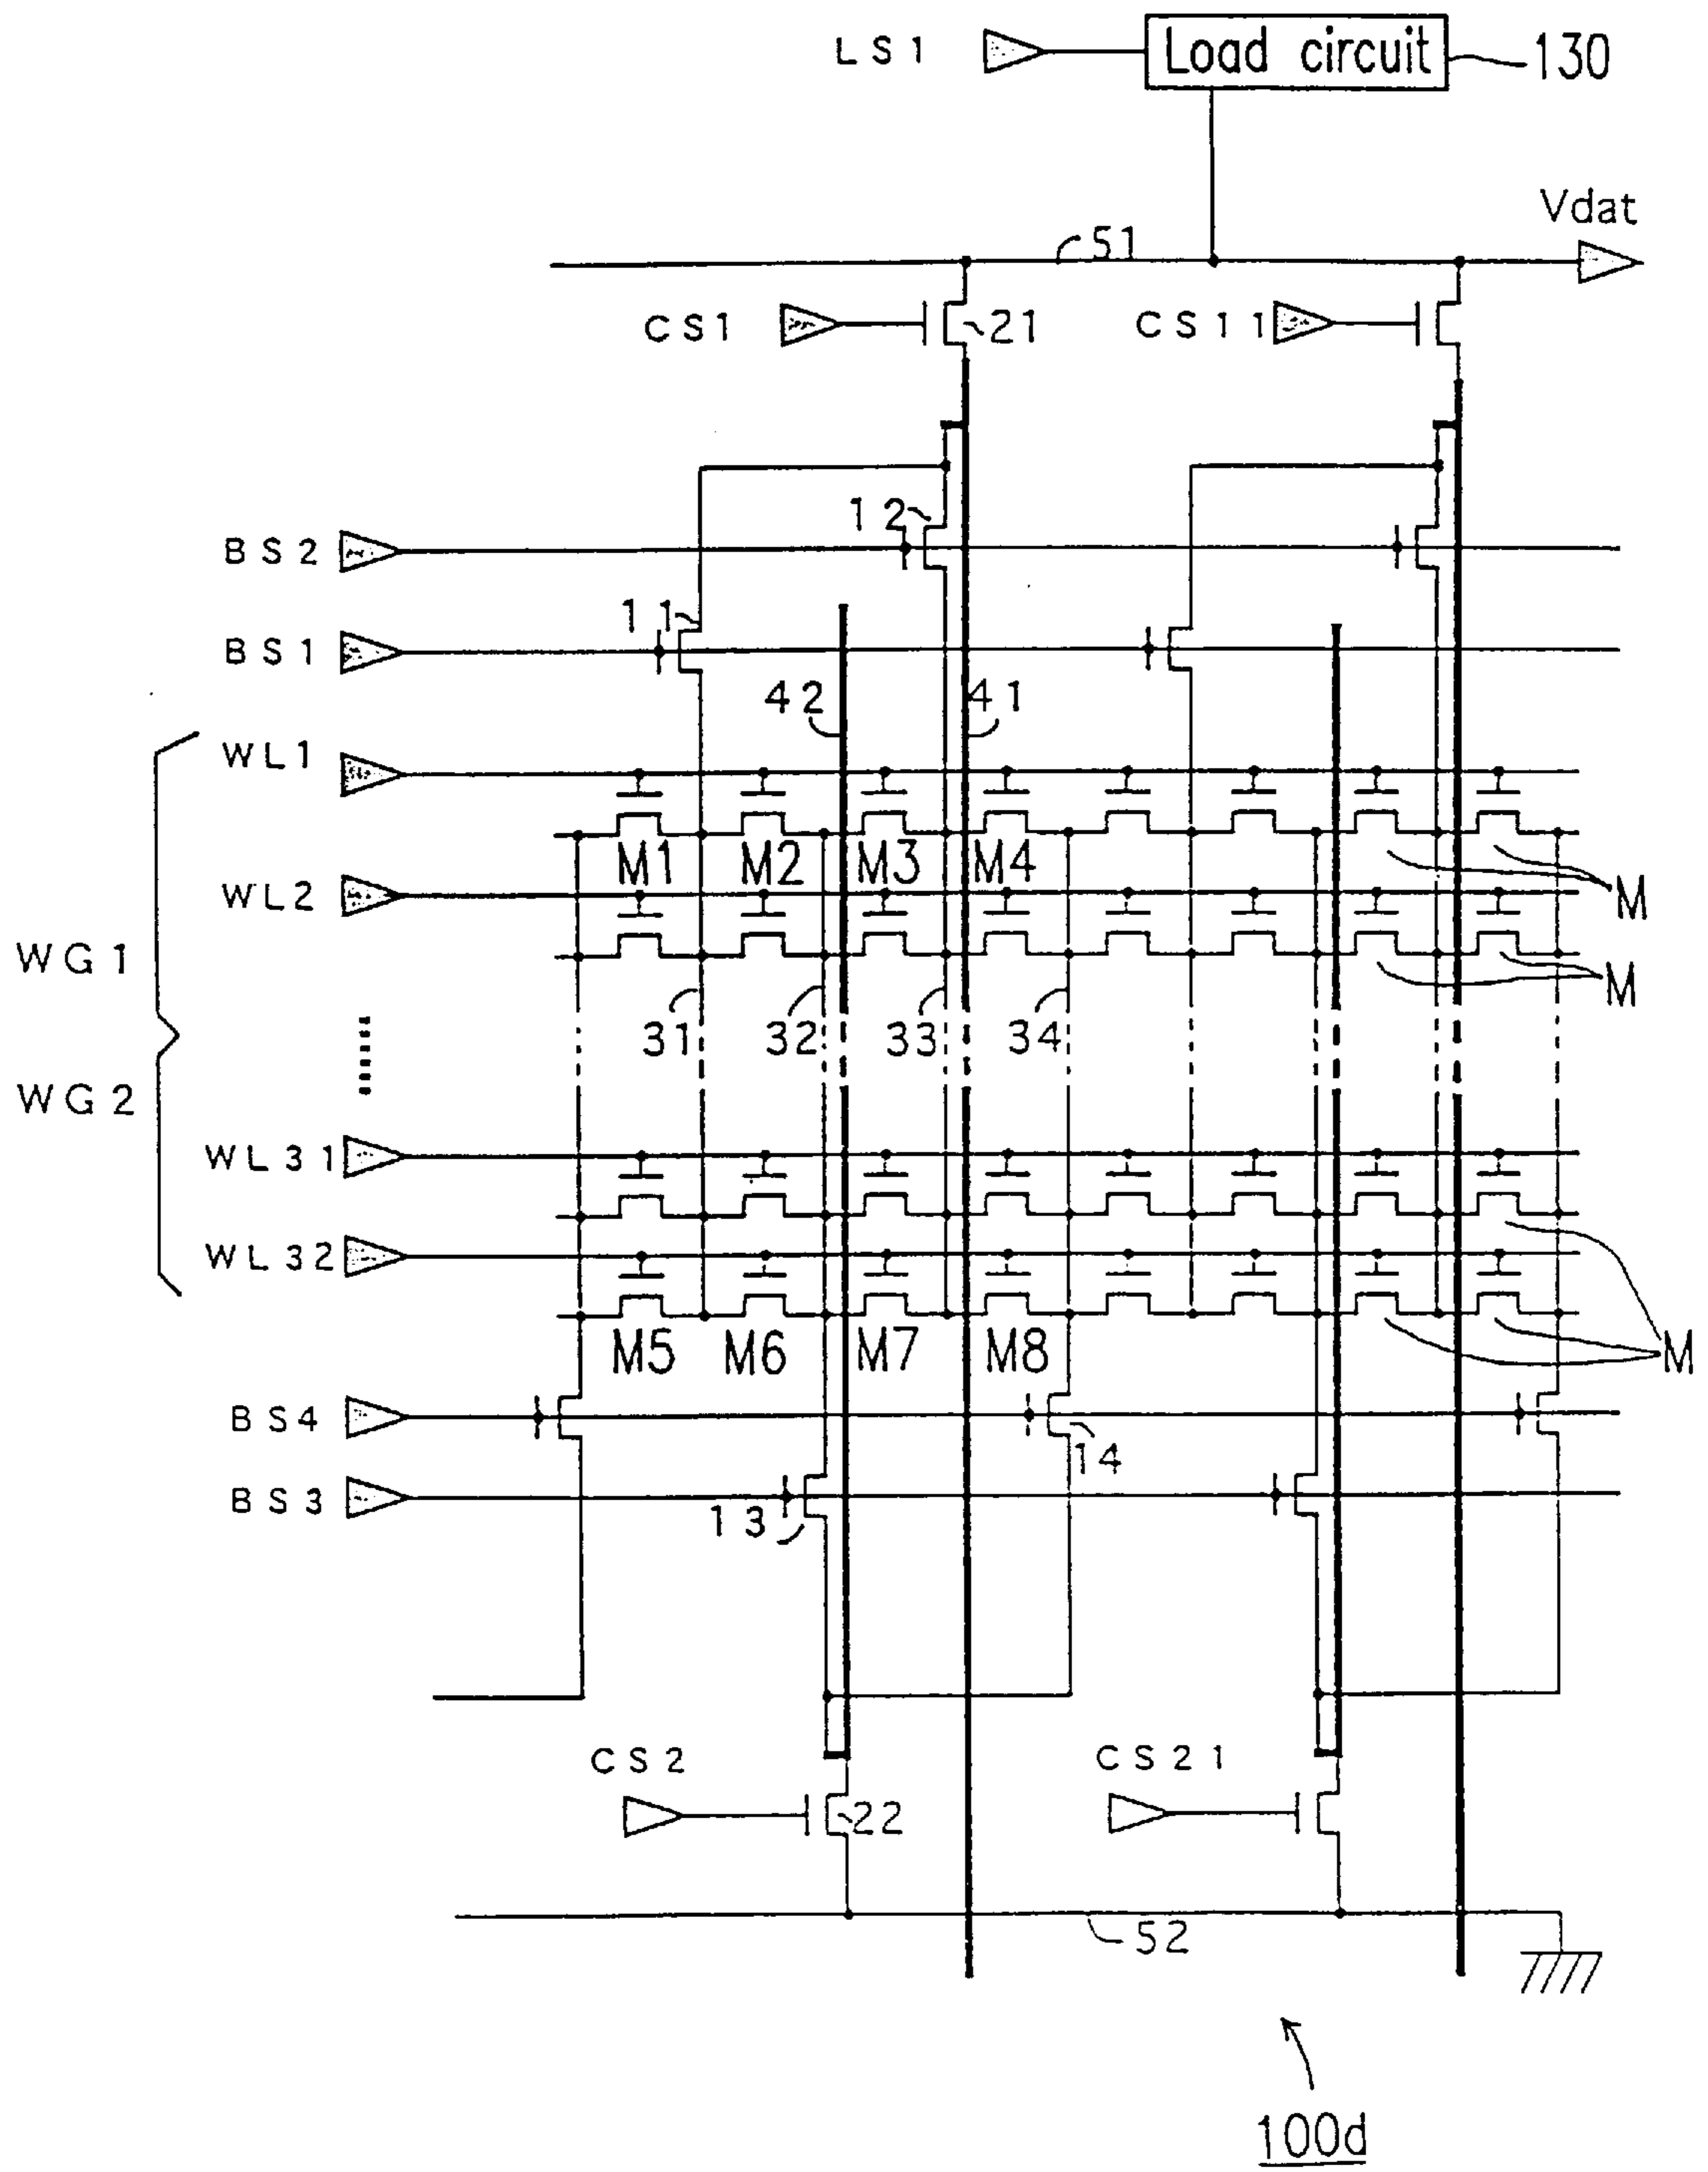 LS1 Load circuit 130
Vdat
51
CS1 21 CS11
12
BS2
11
BS1
42 41
WL1
M1 M2 M3 M4
WL2 M
WG1 M
31 32 33 34
WG2
WL31
WL32
M5 M6 M7 M8 M
BS4
14
BS3
13
CS2 CS21
22
52
100d